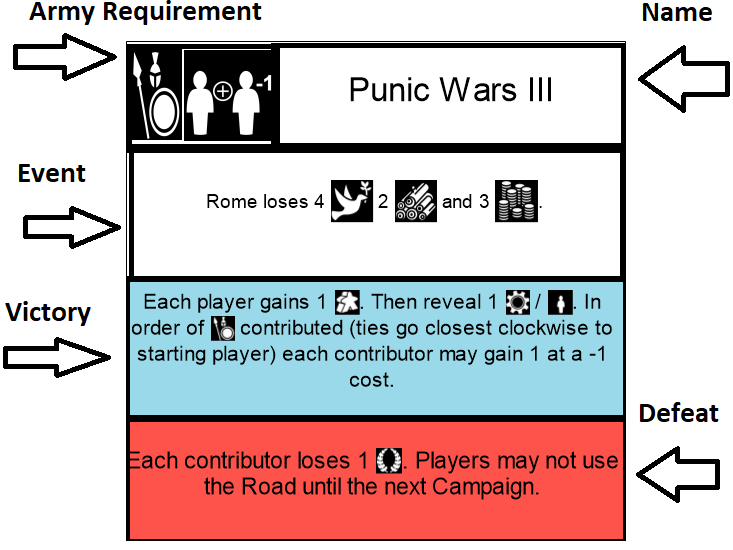 Army Requirement
Name
-1
Punic Wars III
Event
Rome loses 4 2 and 3 .
Victory
Each player gains 1 . Then reveal 1 / . In
order of contributed (ties go closest clockwise to
starting player) each contributor may gain 1 at a -1
cost.
Defeat
Each contributor loses 1 . Players may not use
the Road until the next Campaign.